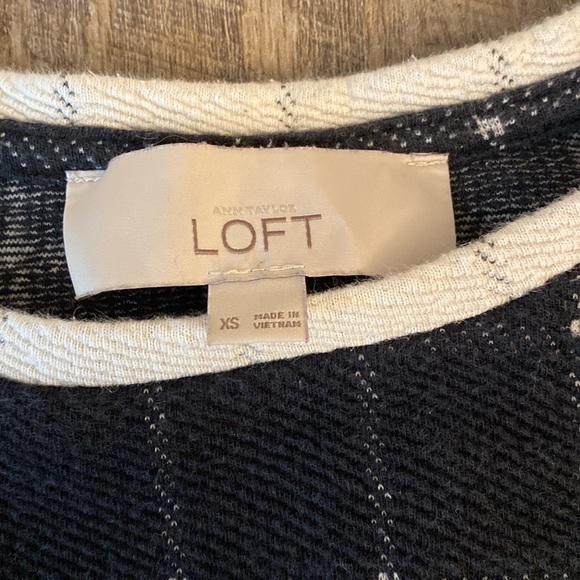 ANN TAYLOR
LOFT
XS
MADE IN
VIETNAM